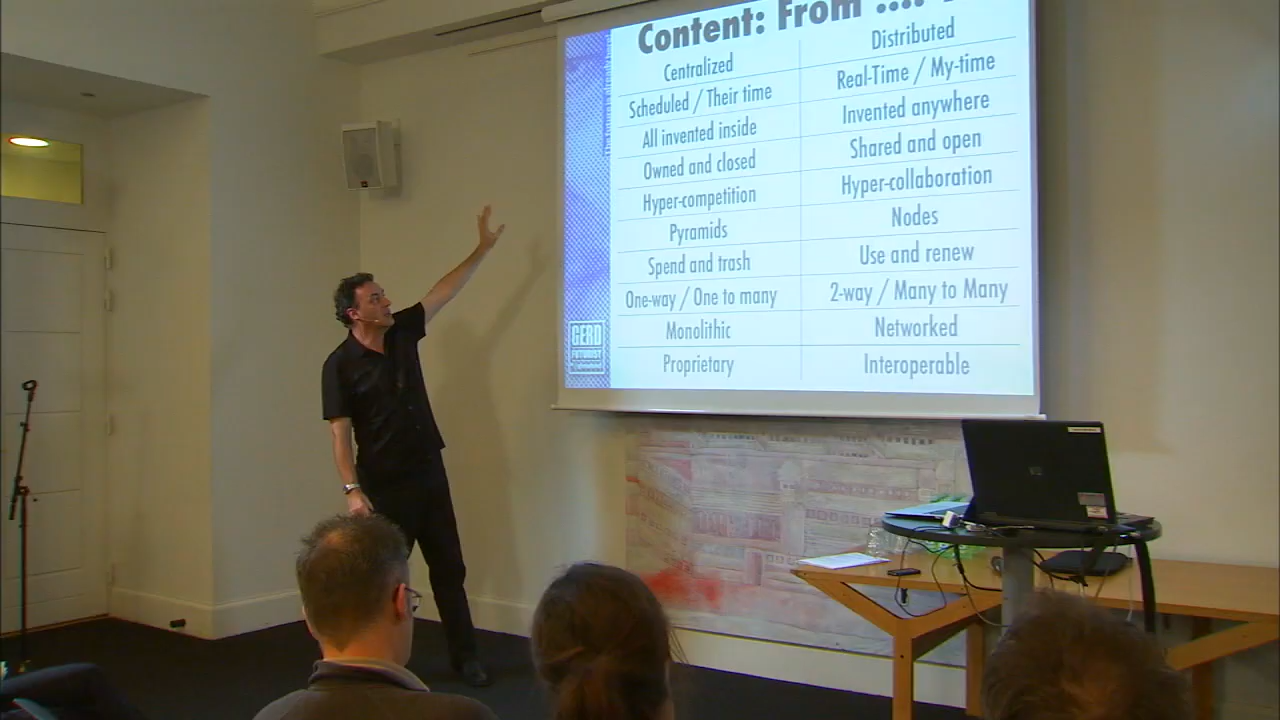 Content: From ....
Centralized Distributed
Scheduled / Their time Real-Time / My-time
All invented inside Invented anywhere
Owned and closed Shared and open
Hyper-competition Hyper-collaboration
Pyramids Nodes
Spend and trash Use and renew
One-way / One to many 2-way / Many to Many
Monolithic Networked
Proprietary Interoperable
GERD
FUTURIST